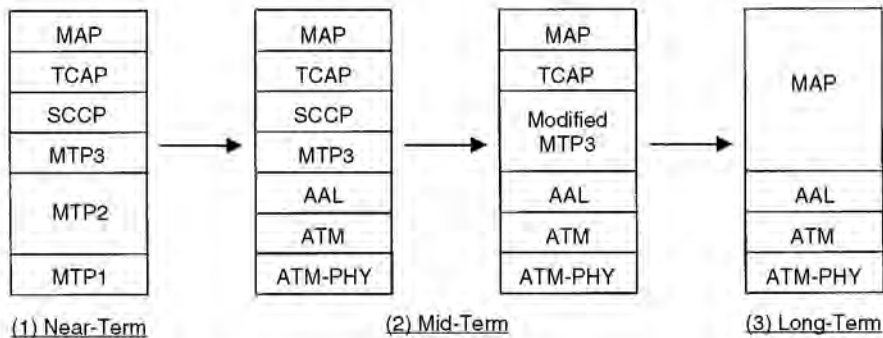 MAP
TCAP
SCCP
MTP3
MTP2
MTP1
(1) Near-Term
MAP
TCAP
SCCP
MTP3
AAL
ATM
ATM-PHY
MAP
TCAP
Modified
MTP3
AAL
ATM
ATM-PHY
(2) Mid-Term
MAP
AAL
ATM
ATM-PHY
(3) Long-Term